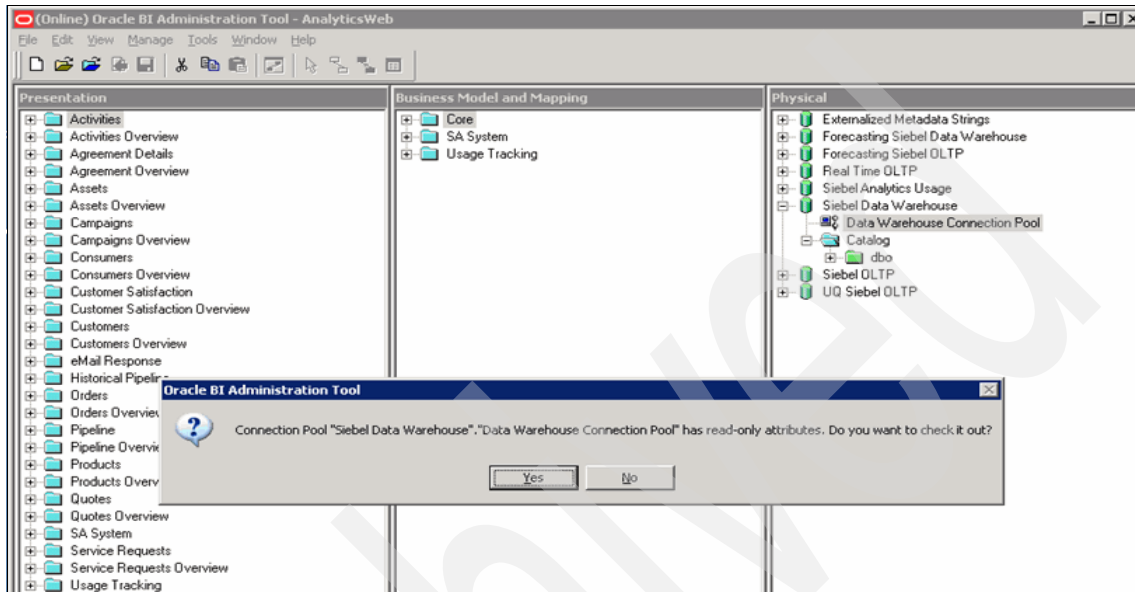 (Online) Oracle BI Administration Tool - AnalyticsWeb
File Edit View Manage Tools Window Help
Presentation
Activities
Activities Overview
Agreement Details
Agreement Overview
Assets
Assets Overview
Campaigns
Campaigns Overview
Consumers
Consumers Overview
Customer Satisfaction
Customer Satisfaction Overview
Customers
Customers Overview
eMail Response
Historical
Orders
Orders
Pipeline
Pipeline
Products
Products
Quotes
Quotes Overview
SA System
Service Requests
Service Requests Overview
Usage Tracking
Business Model and Mapping
Core
SA System
Usage Tracking
Physical
Externalized Metadata Strings
Forecasting Siebel Data Warehouse
Forecasting Siebel OLTP
Real Time OLTP
Siebel Analytics Usage
Siebel Data Warehouse
Data Warehouse Connection Pool
Catalog
dbo
Siebel OLTP
UQ Siebel OLTP
Oracle BI Administration Tool
Connection Pool "Siebel Data Warehouse"."Data Warehouse Connection Pool" has read-only attributes. Do you want to check it out?
Yes
No